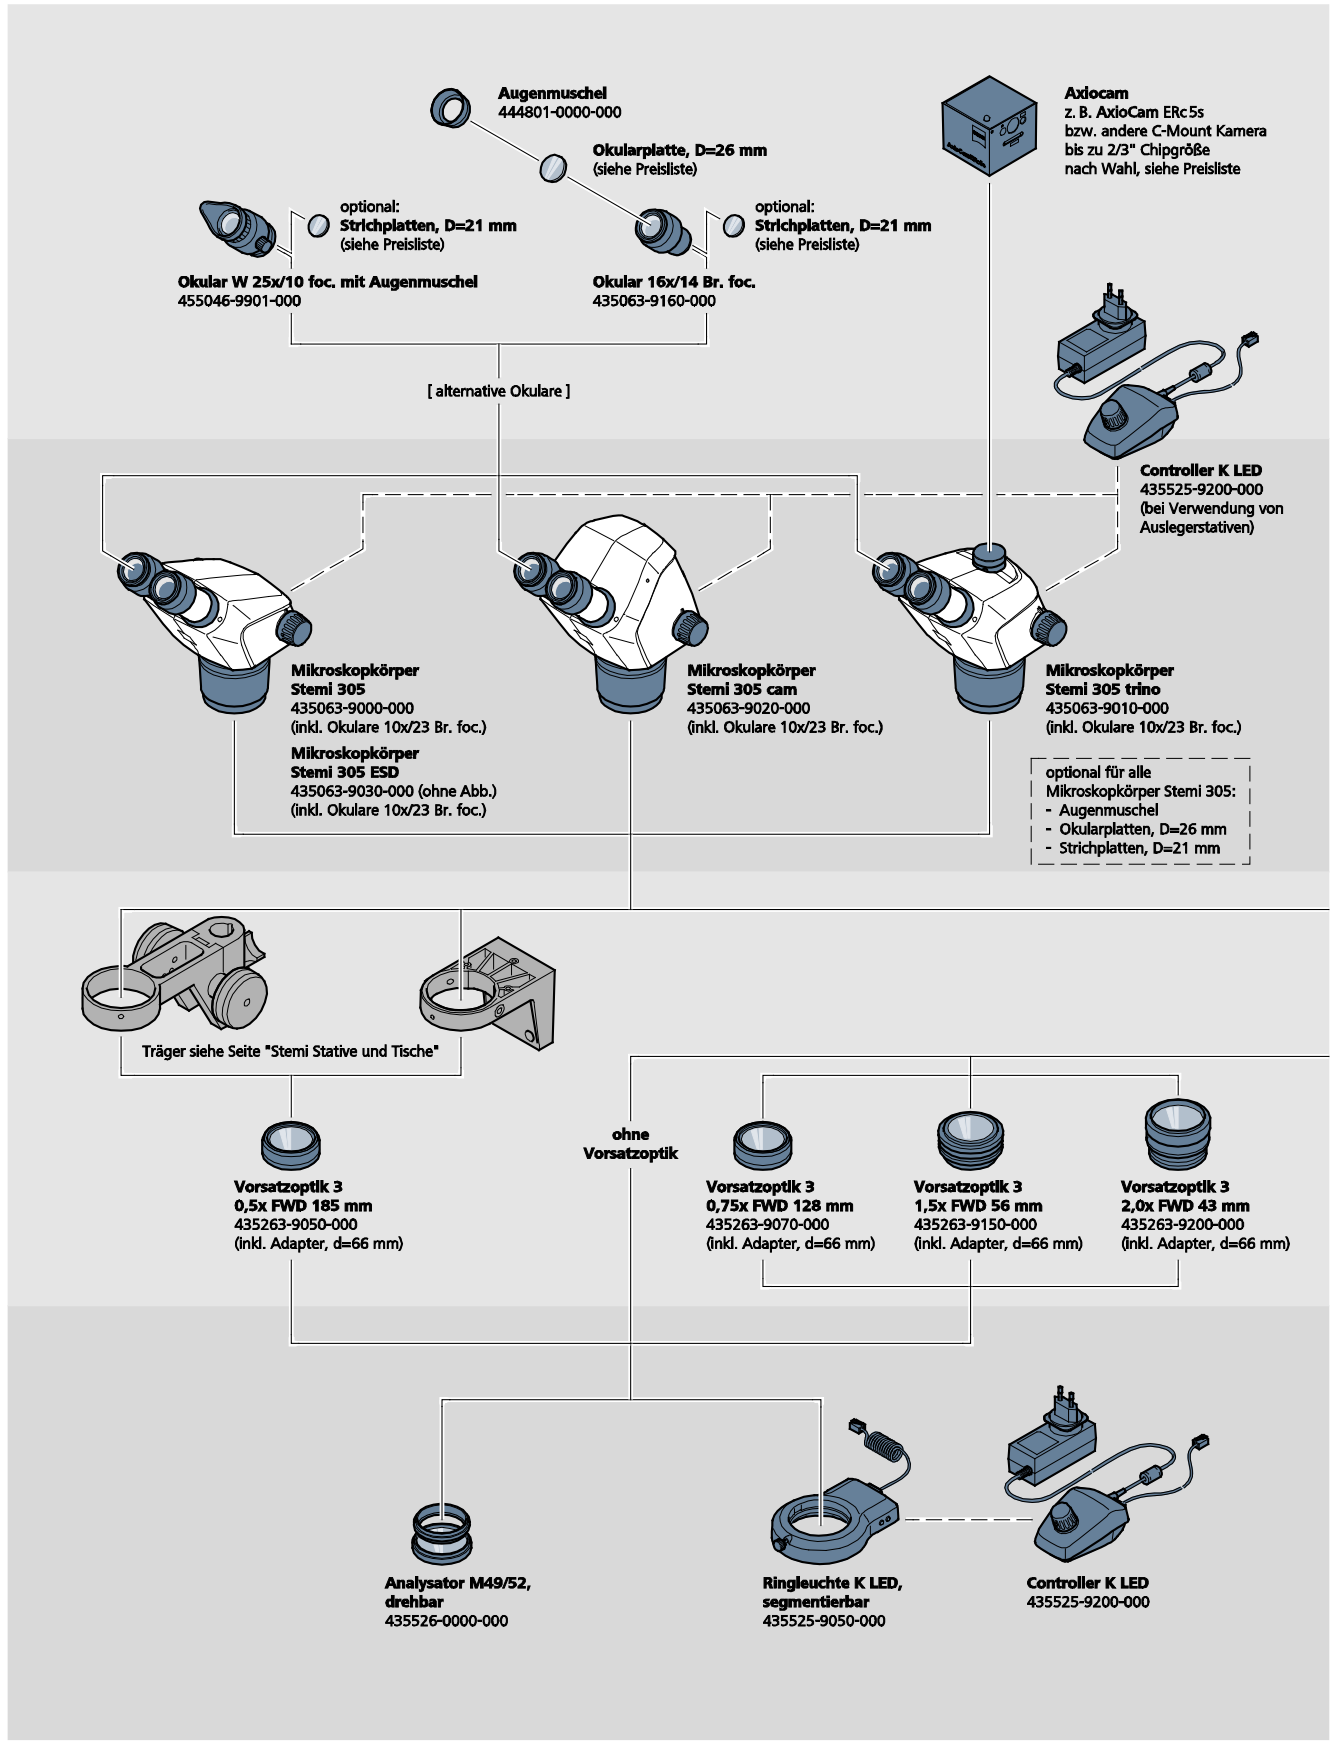 Augenmuschel
444801-0000-000
Okularplatte, D=26 mm
(siehe Preisliste)
Axiocam
z. B. AxioCam ERc5s
bzw. andere C-Mount Kamera
bis zu 2/3" Chipgröße
nach Wahl, siehe Preisliste
optional:
Strichplatten, D=21 mm
(siehe Preisliste)
optional:
Strichplatten, D=21 mm
(siehe Preisliste)
Okular W 25x/10 foc. mit Augenmuschel
455046-9901-000
Okular 16x/14 Br. foc.
435063-9160-000
[ alternative Okulare ]
Controller K LED
435525-9200-000
(bei Verwendung von
Auslegerstativen)
Mikroskopkörper
Stemi 305
435063-9000-000
(inkl. Okulare 10x/23 Br. foc.)
Mikroskopkörper
Stemi 305 ESD
435063-9030-000 (ohne Abb.)
(inkl. Okulare 10x/23 Br. foc.)
Mikroskopkörper
Stemi 305 cam
435063-9020-000
(inkl. Okulare 10x/23 Br. foc.)
Mikroskopkörper
Stemi 305 trino
435063-9010-000
(inkl. Okulare 10x/23 Br. foc.)
optional für alle
Mikroskopkörper Stemi 305:
- Augenmuschel
- Okularplatten, D=26 mm
- Strichplatten, D=21 mm
Träger siehe Seite "Stemi Stative und Tische"
ohne
Vorsatzoptik
Vorsatzoptik 3
0,5x FWD 185 mm
435263-9050-000
(inkl. Adapter, d=66 mm)
Vorsatzoptik 3
0,75x FWD 128 mm
435263-9070-000
(inkl. Adapter, d=66 mm)
Vorsatzoptik 3
1,5x FWD 56 mm
435263-9150-000
(inkl. Adapter, d=66 mm)
Vorsatzoptik 3
2,0x FWD 43 mm
435263-9200-000
(inkl. Adapter, d=66 mm)
Analysator M49/52,
drehbar
435526-0000-000
Ringleuchte K LED,
segmentierbar
435525-9050-000
Controller K LED
435525-9200-000